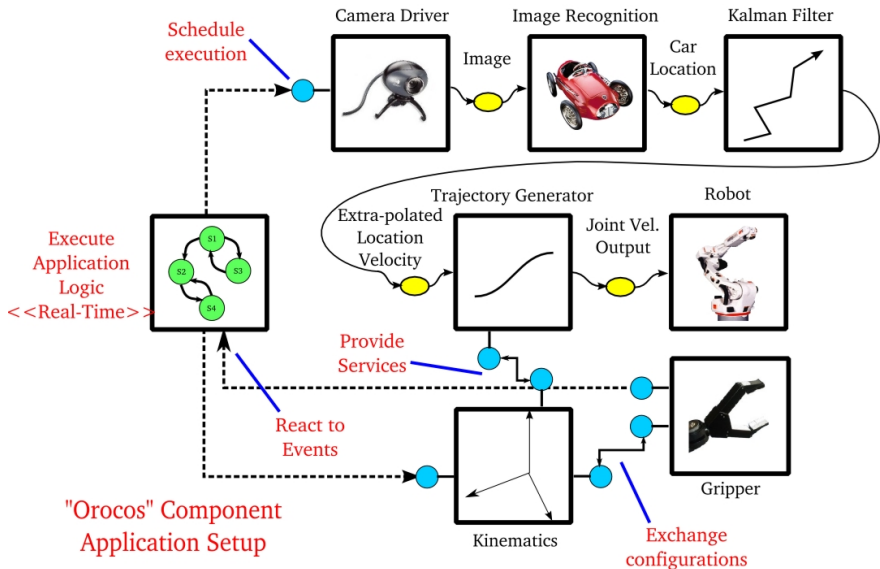 Camera Driver
Image Recognition
Kalman Filter
Schedule
execution
Image
Car
Location
Trajectory Generator
Robot
Extra-polated
Location
Velocity
Joint Vel.
Output
Execute
Application
Logic
<<Real-Time>>
S1
S2
S3
S4
Provide
Services
React to
Events
Gripper
"Orocos" Component
Application Setup
Kinematics
Exchange
configurations